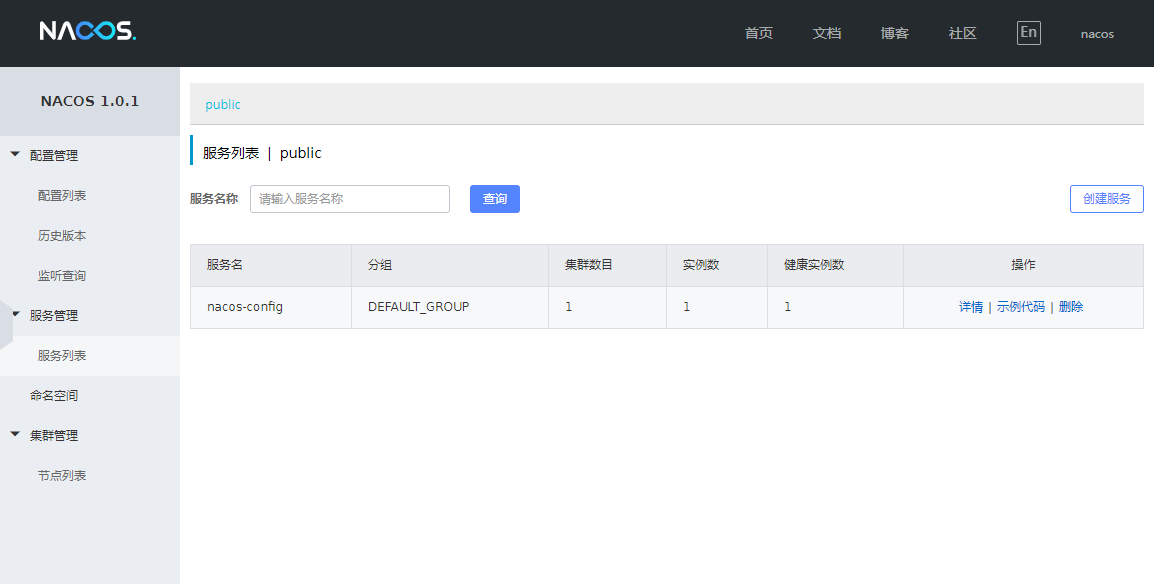 NACOS.
首页 文档 博客 社区 En nacos
NACOS 1.0.1
配置管理
配置列表
历史版本
监听查询
服务管理
服务列表
命名空间
集群管理
节点列表
public
服务列表 | public
服务名称 请输入服务名称 查询 创建服务
服务名 分组 集群数目 实例数 健康实例数 操作
nacos-config DEFAULT_GROUP 1 1 1 详情 | 示例代码 | 删除